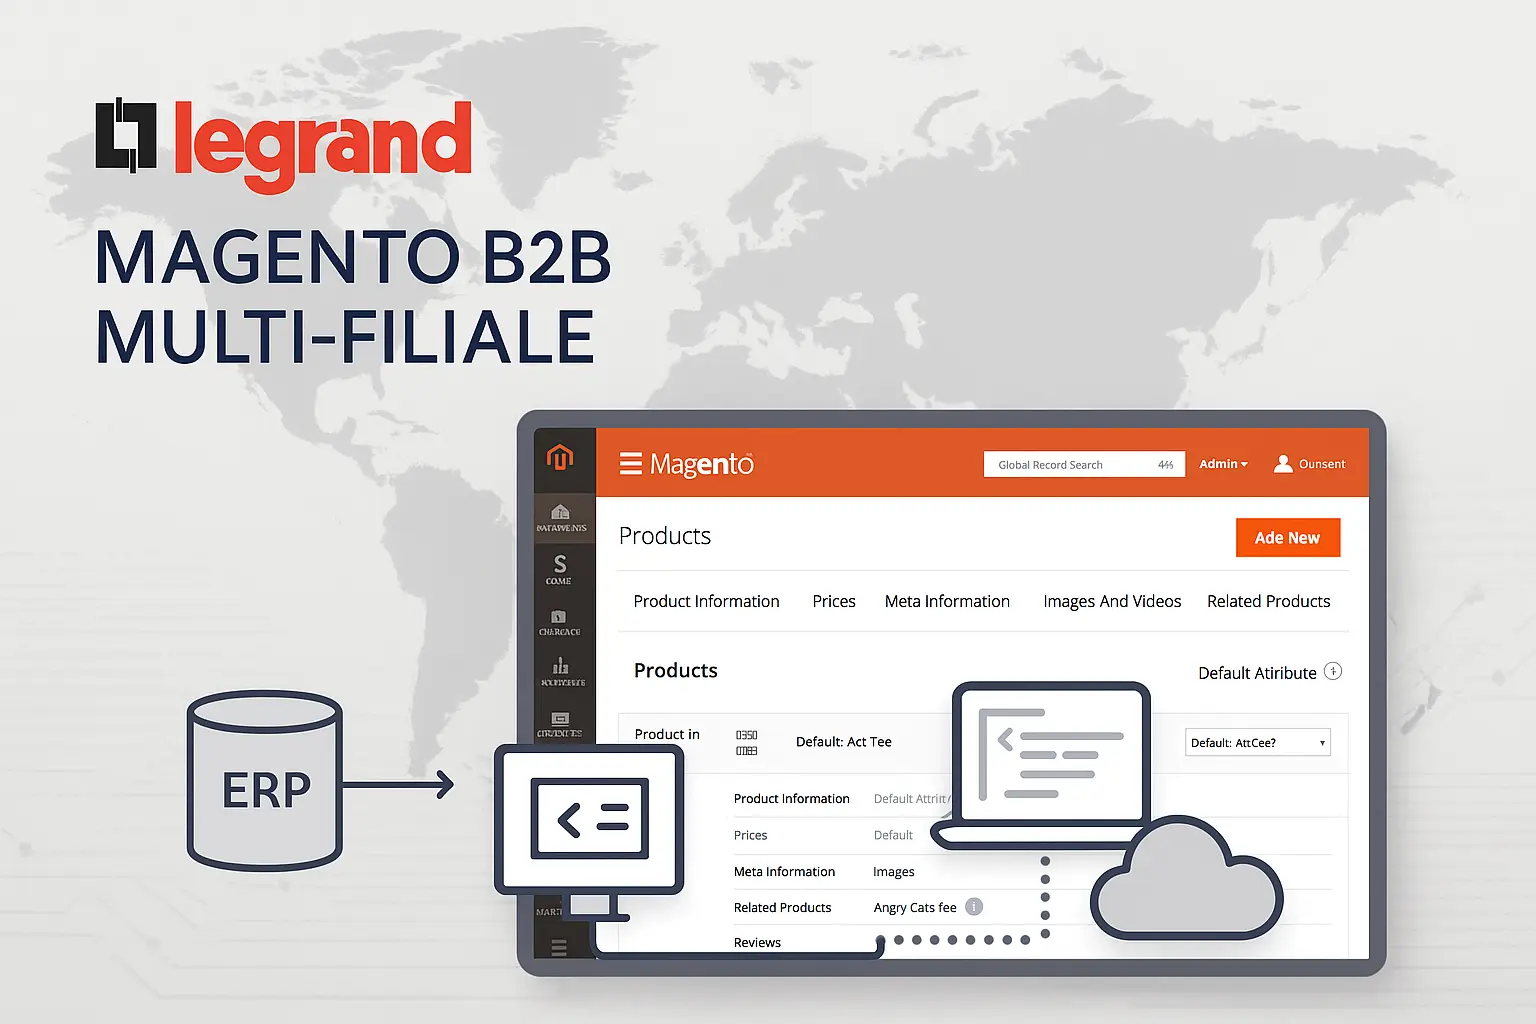 legrand
MAGENTO B2B
MULTI-FILIALE
Magento
Global Record Search
Admin
Ounsent
Products
Ade New
Product Information Prices Meta Information Images And Videos Related Products
Products
Default Atiribute
Product in
Default: Act Tee
Default: AttCee?
Product Information
Prices Default
Meta Information Images
Related Products Angry Cats fee
Reviews
ERP
S
COME